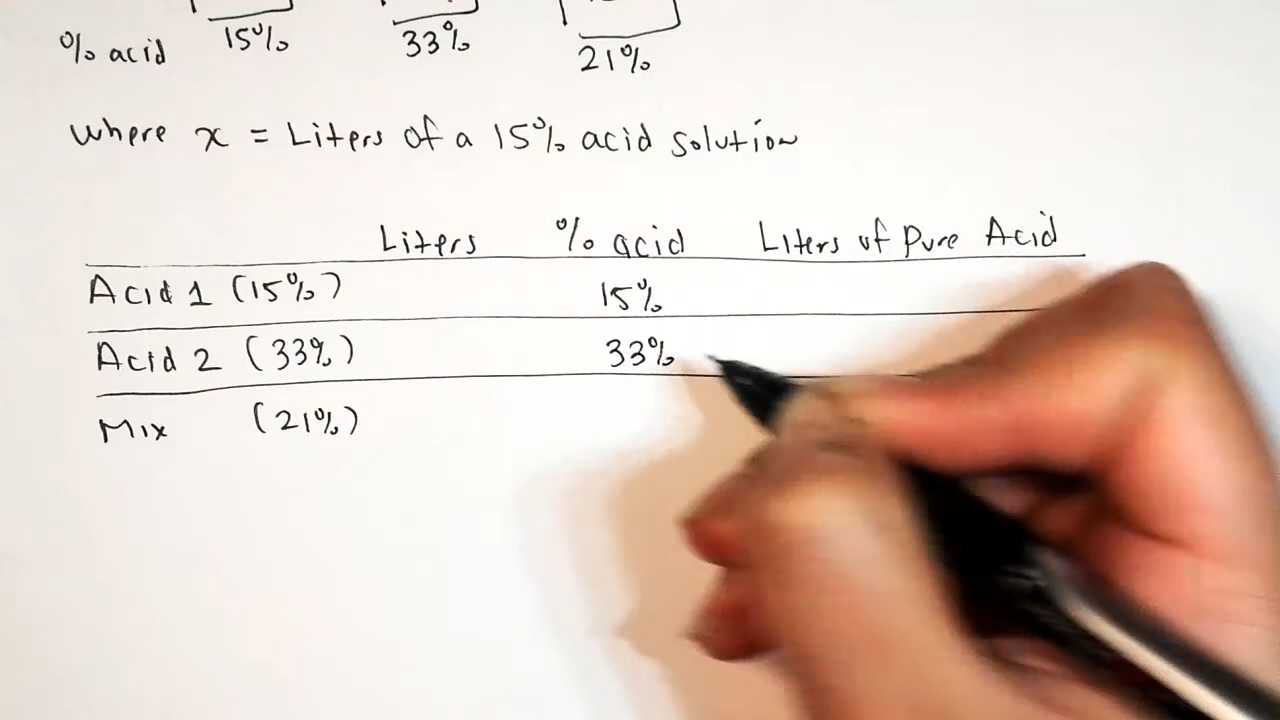 15% 33% 21%
% acid
where x = Liters of a 15% acid solution
Liters % acid Liters of Pure Acid
Acid 1 (15%) 15%
Acid 2 (33%) 33%
Mix (21%)